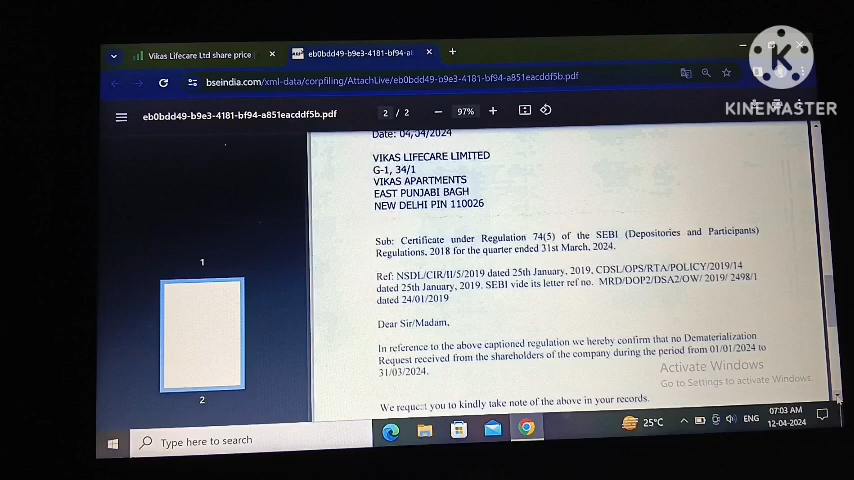 Vikas Lifecare Ltd share price
eb0bdd49-b9e3-4181-bf94-a8
bseindia.com/xml-data/corpfiling/AttachLive/eb0bdd49-b9e3-4181-bf94-a851eacddf5b.pdf
K
KINEMASTER
eb0bdd49-b9e3-4181-bf94-a851eacddf5b.pdf
2 / 2
97%
Date: 04/04/2024
VIKAS LIFECARE LIMITED
G-1, 34/1
VIKAS APARTMENTS
EAST PUNJABI BAGH
NEW DELHI PIN 110026
Sub: Certificate under Regulation 74(5) of the SEBI (Depositories and Participants)
Regulations, 2018 for the quarter ended 31st March, 2024.
Ref: NSDL/CIR/II/5/2019 dated 25th January, 2019, CDSL/OPS/RTA/POLICY/2019/14
dated 25th January, 2019. SEBI vide its letter ref no. MRD/DOP2/DSA2/OW/ 2019/ 2498/1
dated 24/01/2019
Dear Sir/Madam,
In reference to the above captioned regulation we hereby confirm that no Dematerialization
Request received from the shareholders of the company during the period from 01/01/2024 to
31/03/2024.
We request you to kindly take note of the above in your records.
1
2
Activate Windows
Go to Settings to activate Windows.
Type here to search
25°C
ENG
07:03 AM
12-04-2024